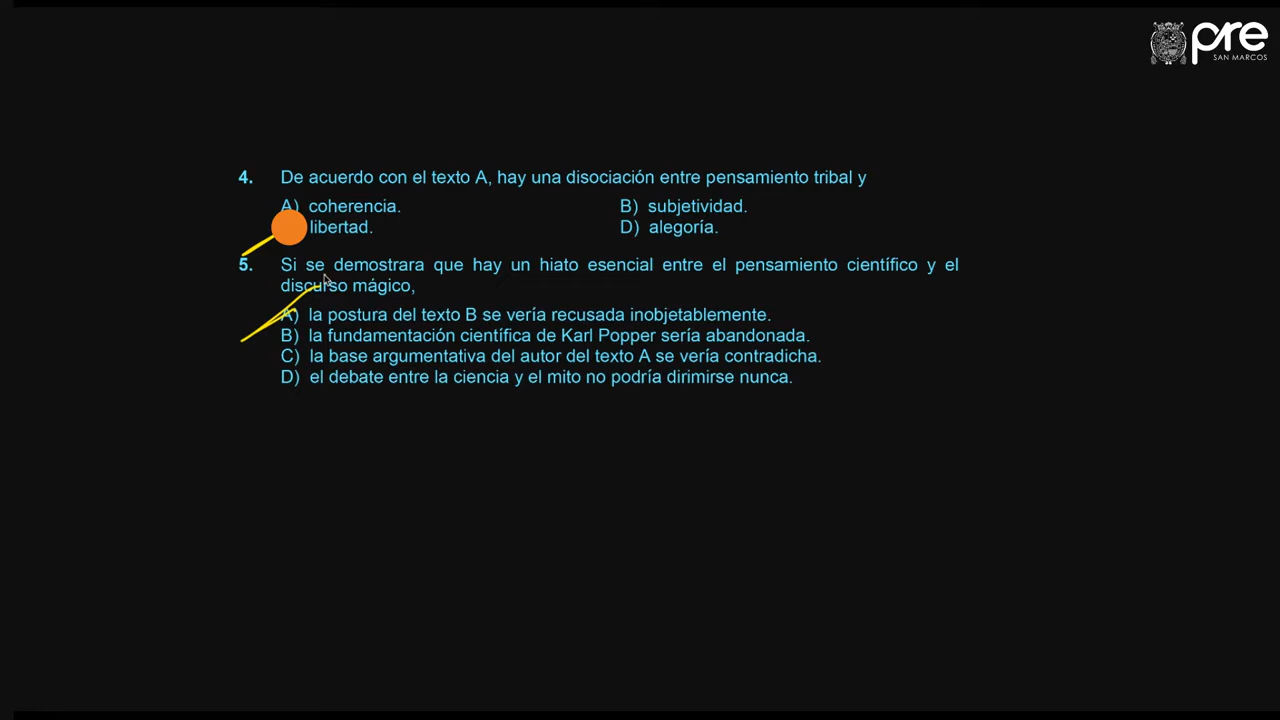 pre
SAN MARCOS
4. De acuerdo con el texto A, hay una disociación entre pensamiento tribal y
A) coherencia. B) subjetividad.
libertad. D) alegoría.
5. Si se demostrara que hay un hiato esencial entre el pensamiento científico y el
discurso mágico,
A) la postura del texto B se vería recusada inobjetablemente.
B) la fundamentación científica de Karl Popper sería abandonada.
C) la base argumentativa del autor del texto A se vería contradicha.
D) el debate entre la ciencia y el mito no podría dirimirse nunca.